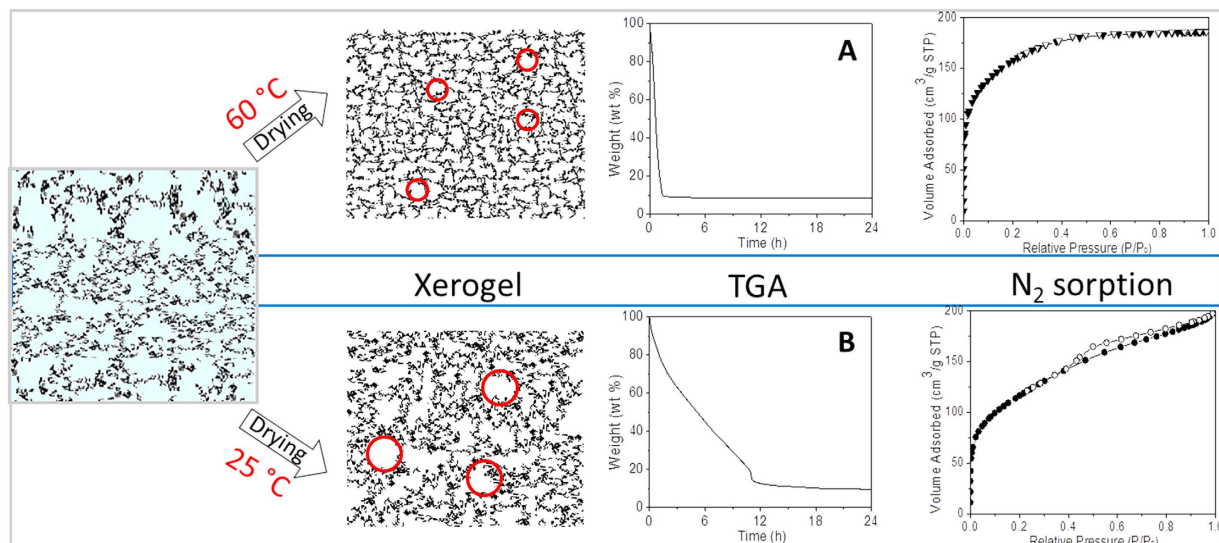 60 °C
Drying
A
Weight (wt %)
100
80
60
40
20
0
0 6 12 18 24
Time (h)
Volume Adsorbed (cm³/g STP)
200
150
100
50
0
0.0 0.2 0.4 0.6 0.8 1.0
Relative Pressure (P/P₀)
Xerogel TGA N₂ sorption
Drying
25 °C
B
Weight (wt %)
100
80
60
40
20
0
0 6 12 18 24
Time (h)
Volume Adsorbed (cm³/g STP)
200
150
100
50
0
0.0 0.2 0.4 0.6 0.8 1.0
Relative Pressure (P/P₀)